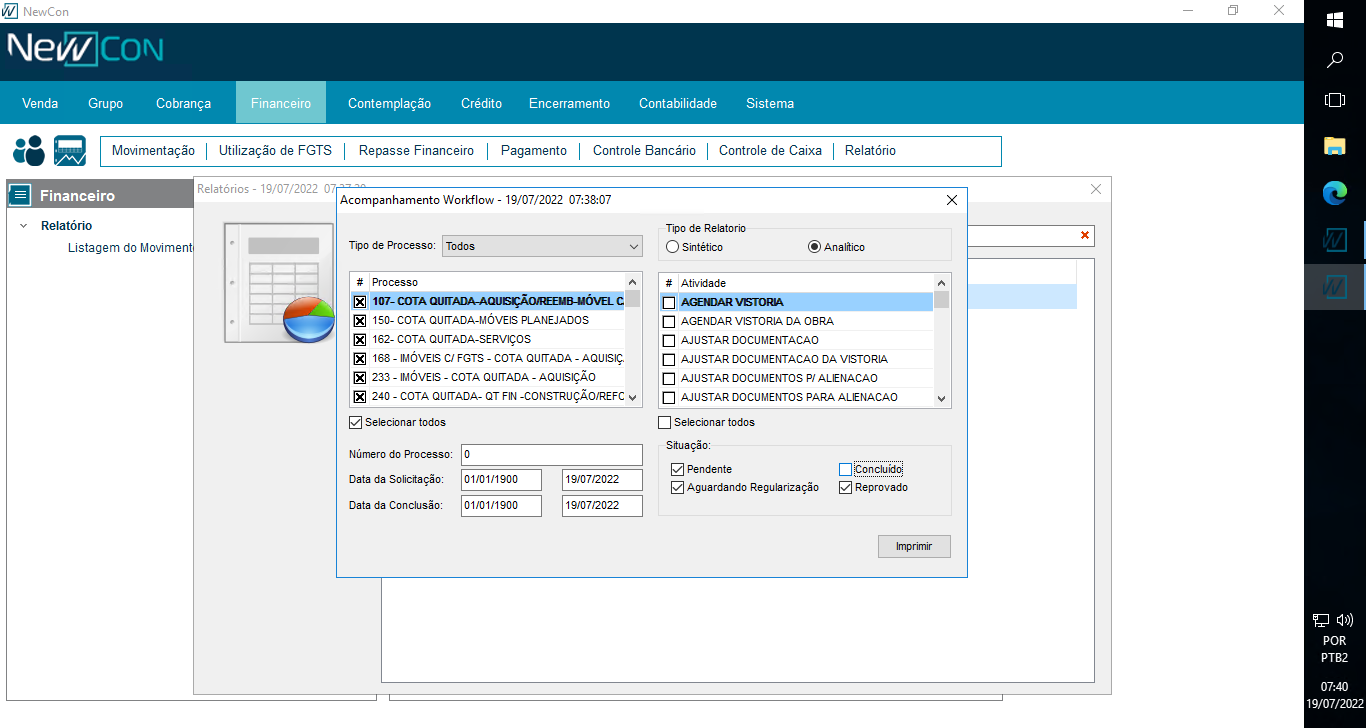 NewCon
NewCon
Venda Grupo Cobrança Financeiro Contemplação Crédito Encerramento Contabilidade Sistema
Movimentação Utilização de FGTS Repasse Financeiro Pagamento Controle Bancário Controle de Caixa Relatório
Financeiro
Relatório
Listagem do Moviment
Relatórios - 19/07/2022
Acompanhamento Workflow - 19/07/2022 07:38:07
Tipo de Processo: Todos
Tipo de Relatorio
Sintético Analítico
# Processo
107- COTA QUITADA-AQUISIÇÃO/REEMB-MÓVEL C
150- COTA QUITADA-MÓVEIS PLANEJADOS
162- COTA QUITADA-SERVIÇOS
168 - IMÓVEIS C/ FGTS - COTA QUITADA - AQUISIÇ
233 - IMÓVEIS - COTA QUITADA - AQUISIÇÃO
240 - COTA QUITADA- QT FIN -CONSTRUÇÃO/REFO
Selecionar todos
# Atividade
AGENDAR VISTORIA
AGENDAR VISTORIA DA OBRA
AJUSTAR DOCUMENTACAO
AJUSTAR DOCUMENTACAO DA VISTORIA
AJUSTAR DOCUMENTOS P/ ALIENACAO
AJUSTAR DOCUMENTOS PARA ALIENACAO
Selecionar todos
Número do Processo: 0
Data da Solicitação: 01/01/1900 19/07/2022
Data da Conclusão: 01/01/1900 19/07/2022
Situação:
Pendente Concluído
Aguardando Regularização Reprovado
Imprimir
POR
PTB2
07:40
19/07/2022